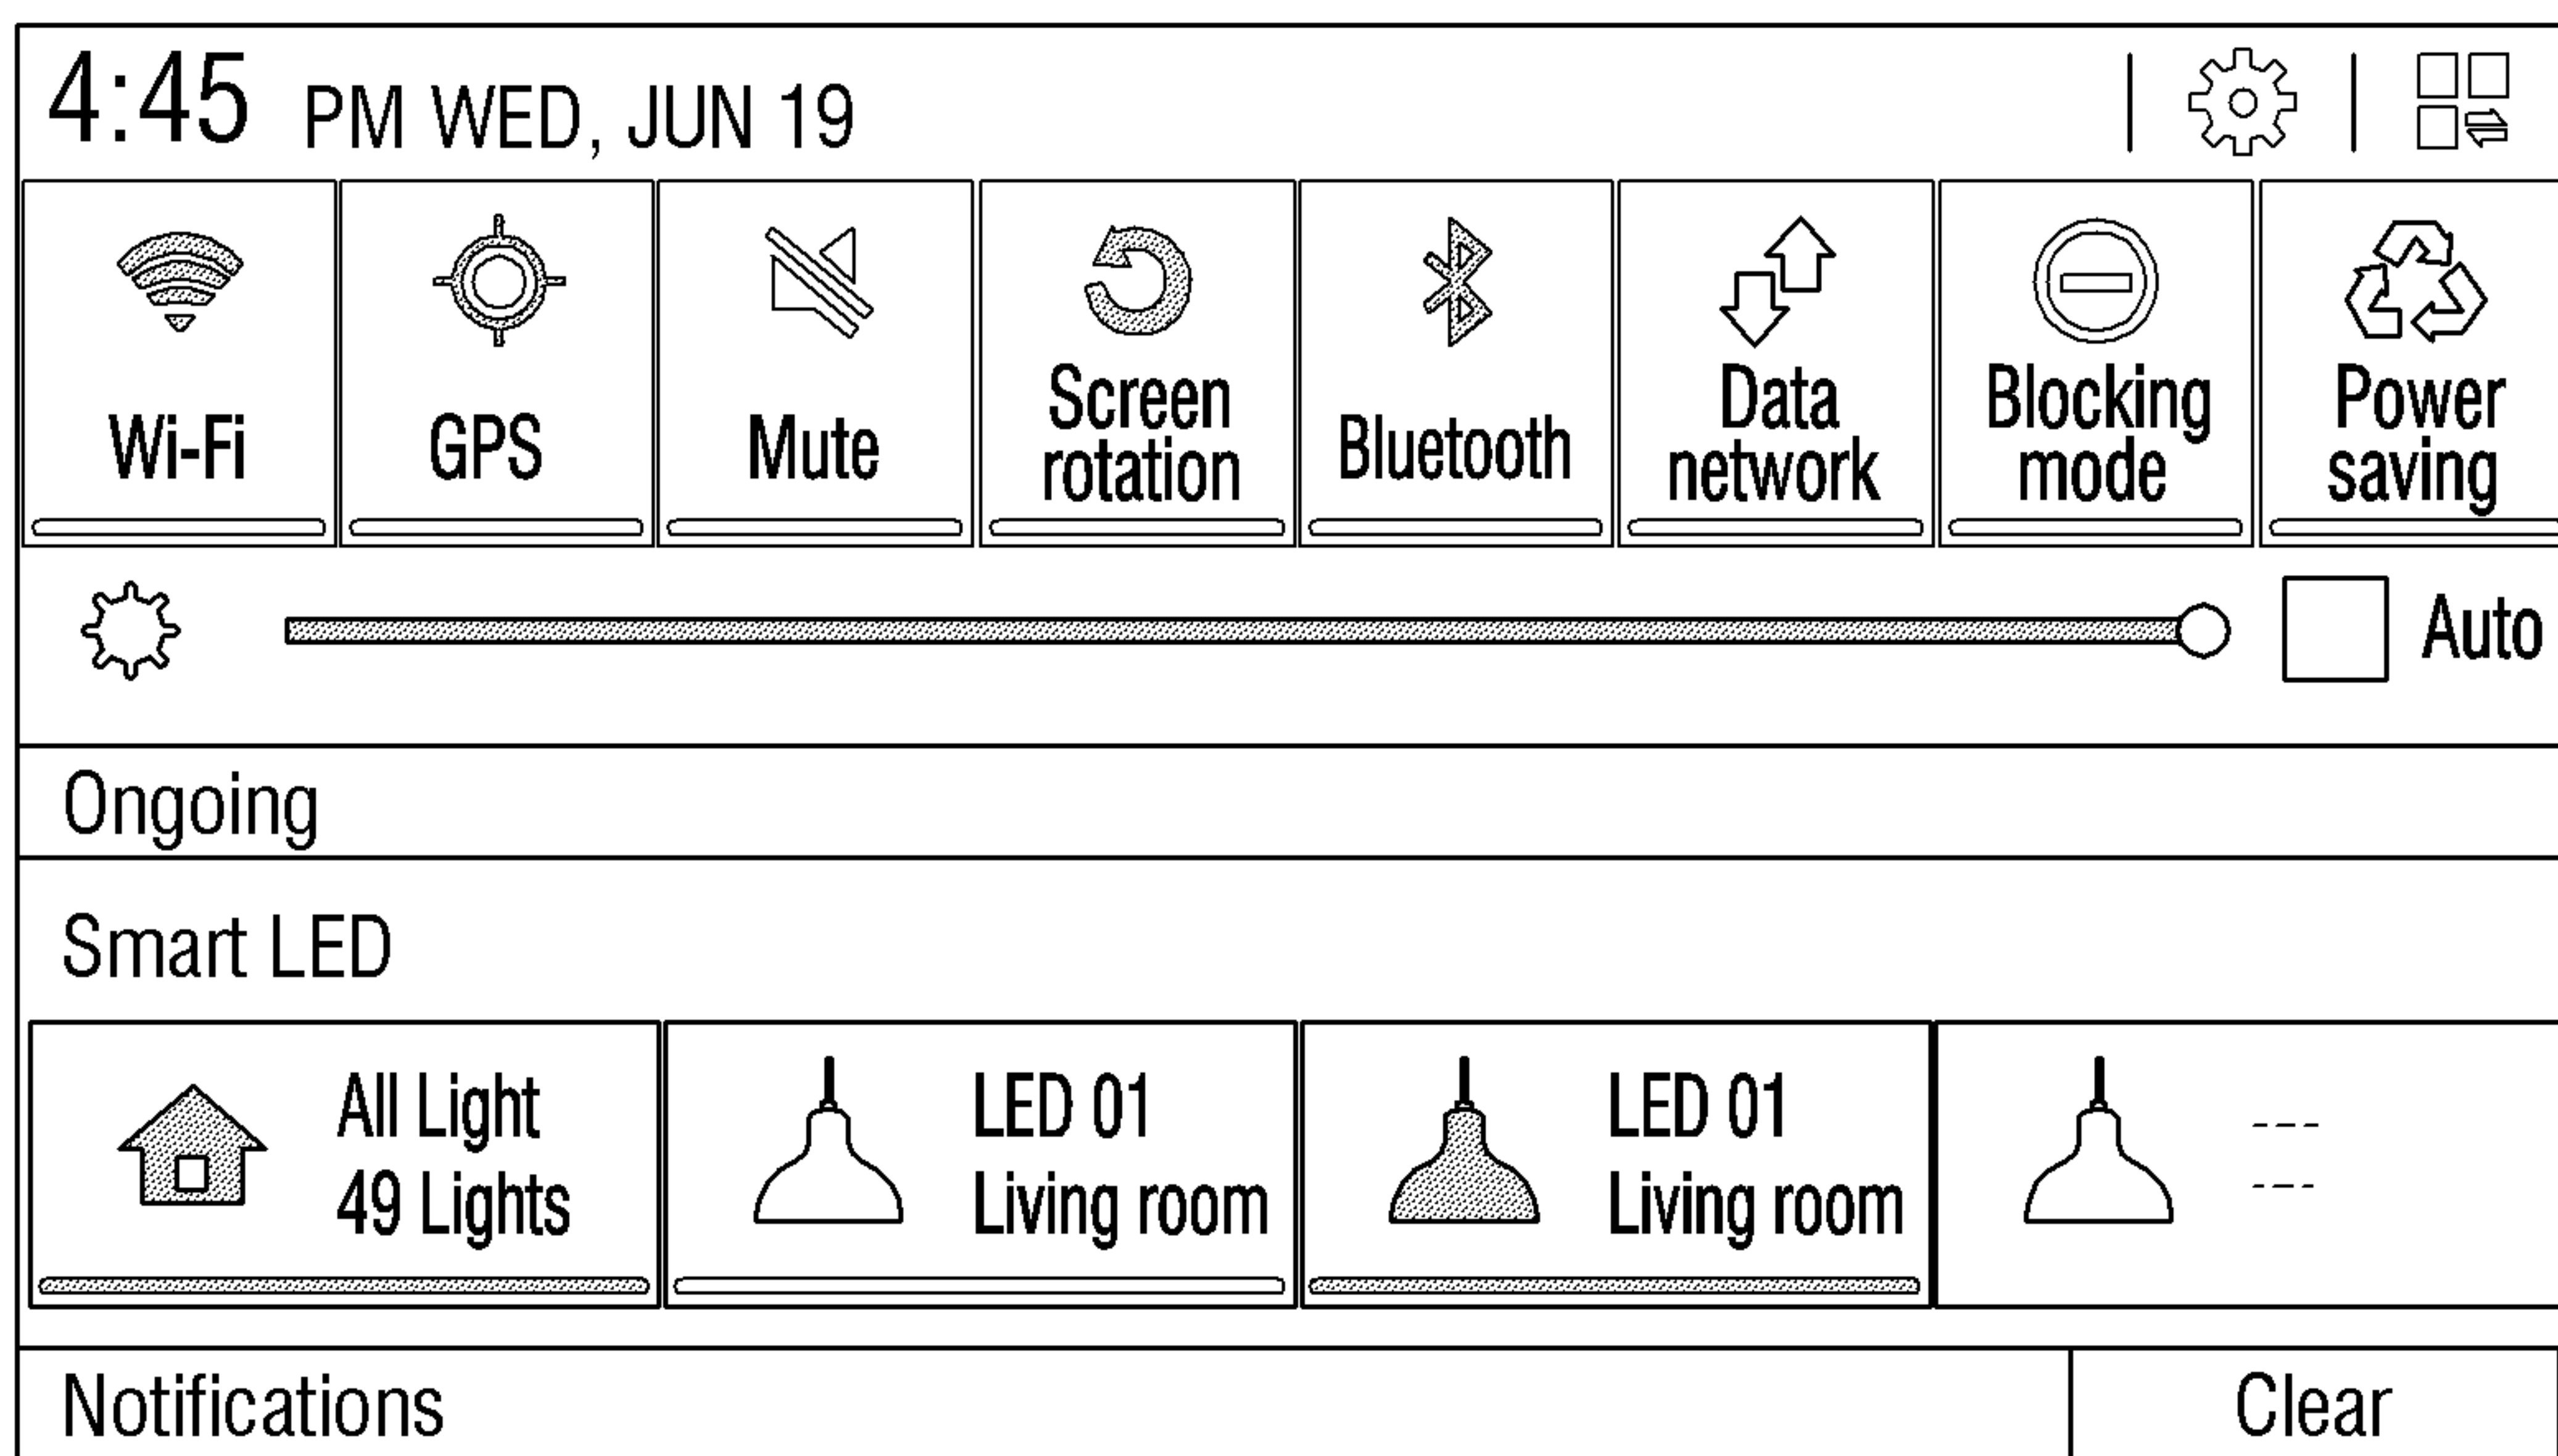 4:45 PM WED, JUN 19
Wi-Fi
GPS
Mute
Screen
rotation
Bluetooth
Data
network
Blocking
mode
Power
saving
Auto
Ongoing
Smart LED
All Light
49 Lights
LED 01
Living room
LED 01
Living room
---
---
Notifications
Clear